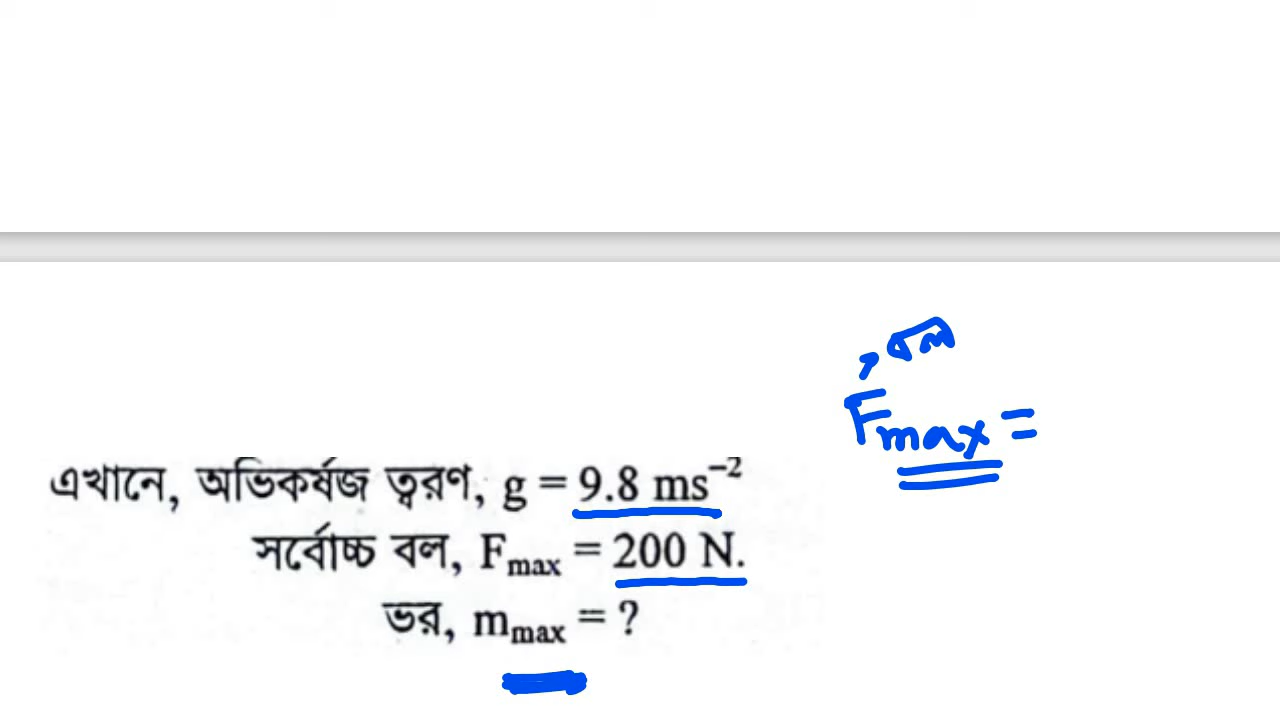 , বল
Fmax =
এখানে, অভিকর্ষজ ত্বরণ, g = 9.8 ms⁻²
সর্বোচ্চ বল, Fmax = 200 N.
ভর, mmax = ?